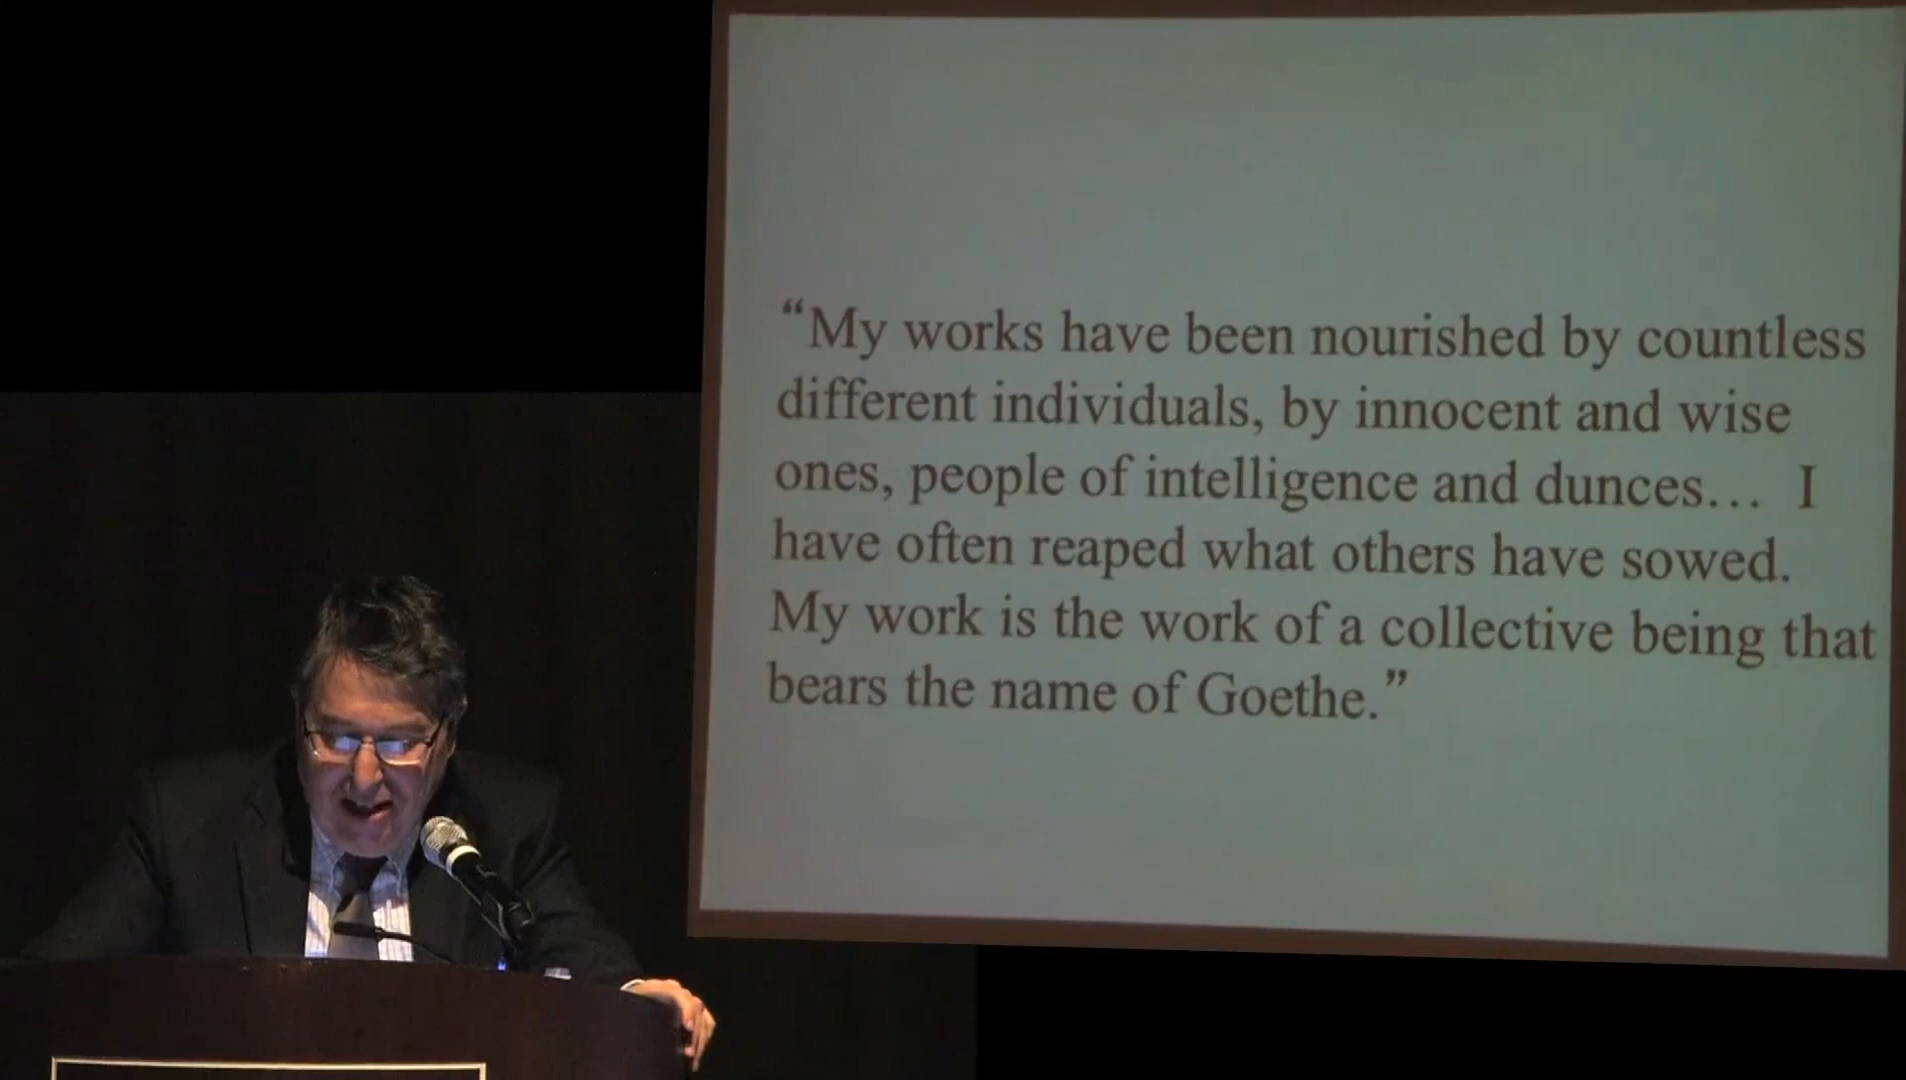 “My works have been nourished by countless
different individuals, by innocent and wise
ones, people of intelligence and dunces… I
have often reaped what others have sowed.
My work is the work of a collective being that
bears the name of Goethe.”